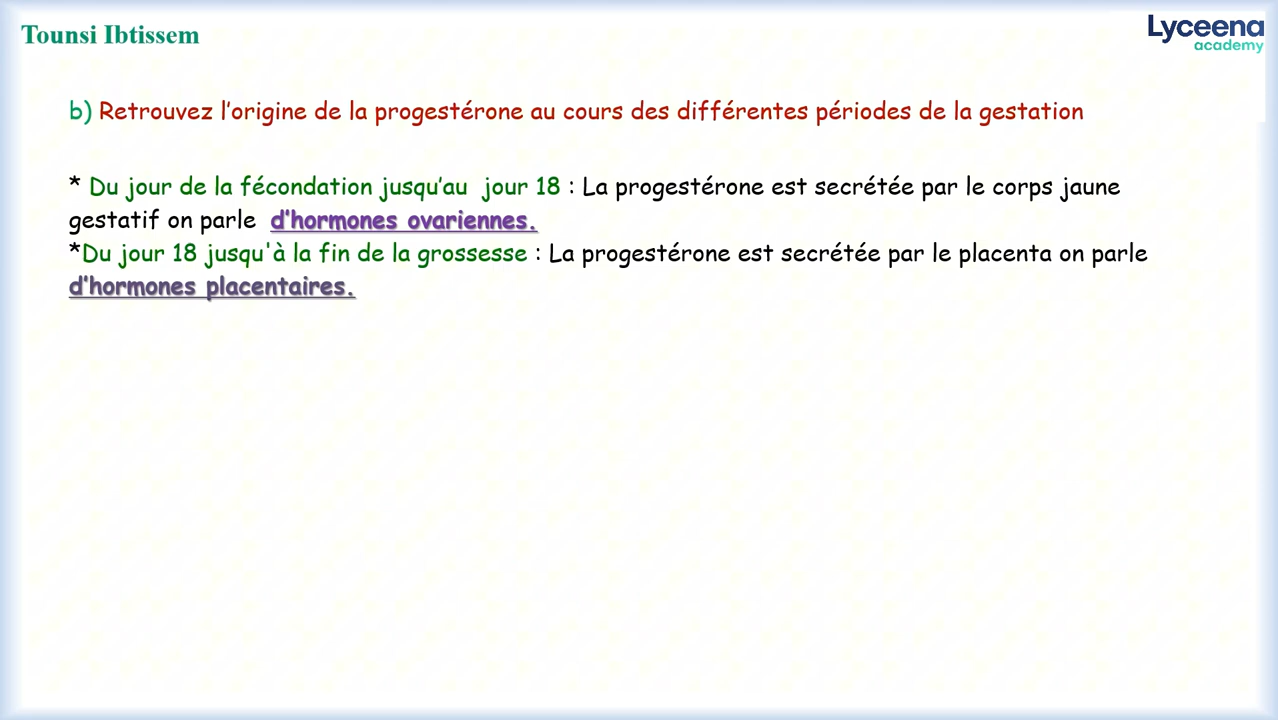 Tounsi Ibtissem
Lyceena
academy
b) Retrouvez l’origine de la progestérone au cours des différentes périodes de la gestation
* Du jour de la fécondation jusqu’au jour 18 : La progestérone est secrétée par le corps jaune
gestatif on parle d’hormones ovariennes.
*Du jour 18 jusqu'à la fin de la grossesse : La progestérone est secrétée par le placenta on parle
d’hormones placentaires.